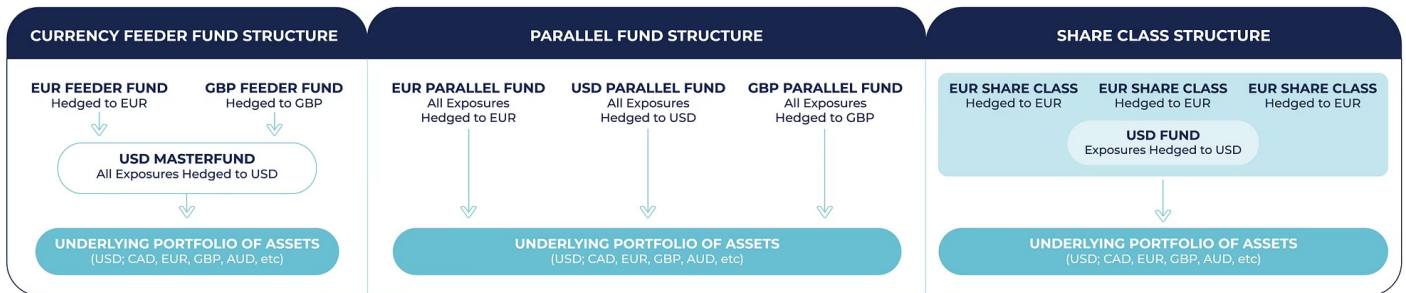 CURRENCY FEEDER FUND STRUCTURE
EUR FEEDER FUND
Hedged to EUR
GBP FEEDER FUND
Hedged to GBP
USD MASTERFUND
All Exposures Hedged to USD
UNDERLYING PORTFOLIO OF ASSETS
(USD; CAD, EUR, GBP, AUD, etc)
PARALLEL FUND STRUCTURE
EUR PARALLEL FUND
All Exposures
Hedged to EUR
USD PARALLEL FUND
All Exposures
Hedged to USD
GBP PARALLEL FUND
All Exposures
Hedged to GBP
UNDERLYING PORTFOLIO OF ASSETS
(USD; CAD, EUR, GBP, AUD, etc)
SHARE CLASS STRUCTURE
EUR SHARE CLASS
Hedged to EUR
EUR SHARE CLASS
Hedged to EUR
EUR SHARE CLASS
Hedged to EUR
USD FUND
Exposures Hedged to USD
UNDERLYING PORTFOLIO OF ASSETS
(USD; CAD, EUR, GBP, AUD, etc)